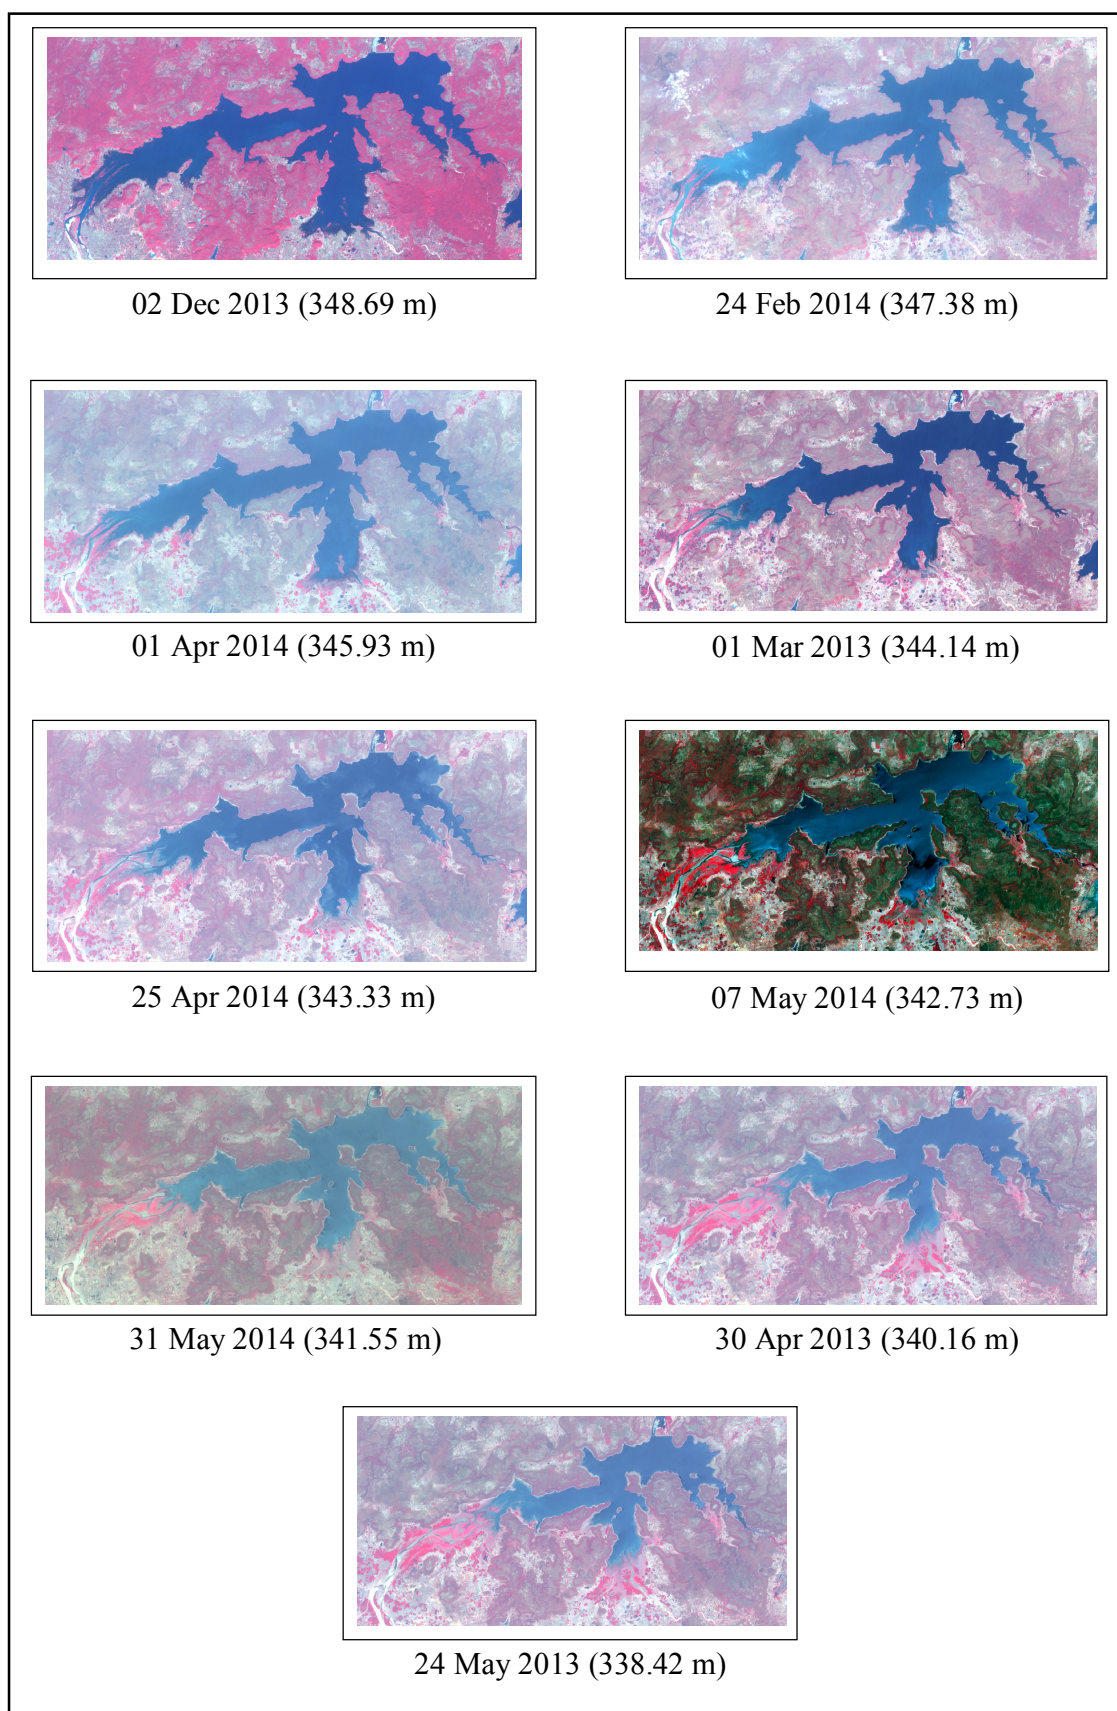 02 Dec 2013 (348.69 m)
24 Feb 2014 (347.38 m)
01 Apr 2014 (345.93 m)
01 Mar 2013 (344.14 m)
25 Apr 2014 (343.33 m)
07 May 2014 (342.73 m)
31 May 2014 (341.55 m)
30 Apr 2013 (340.16 m)
24 May 2013 (338.42 m)